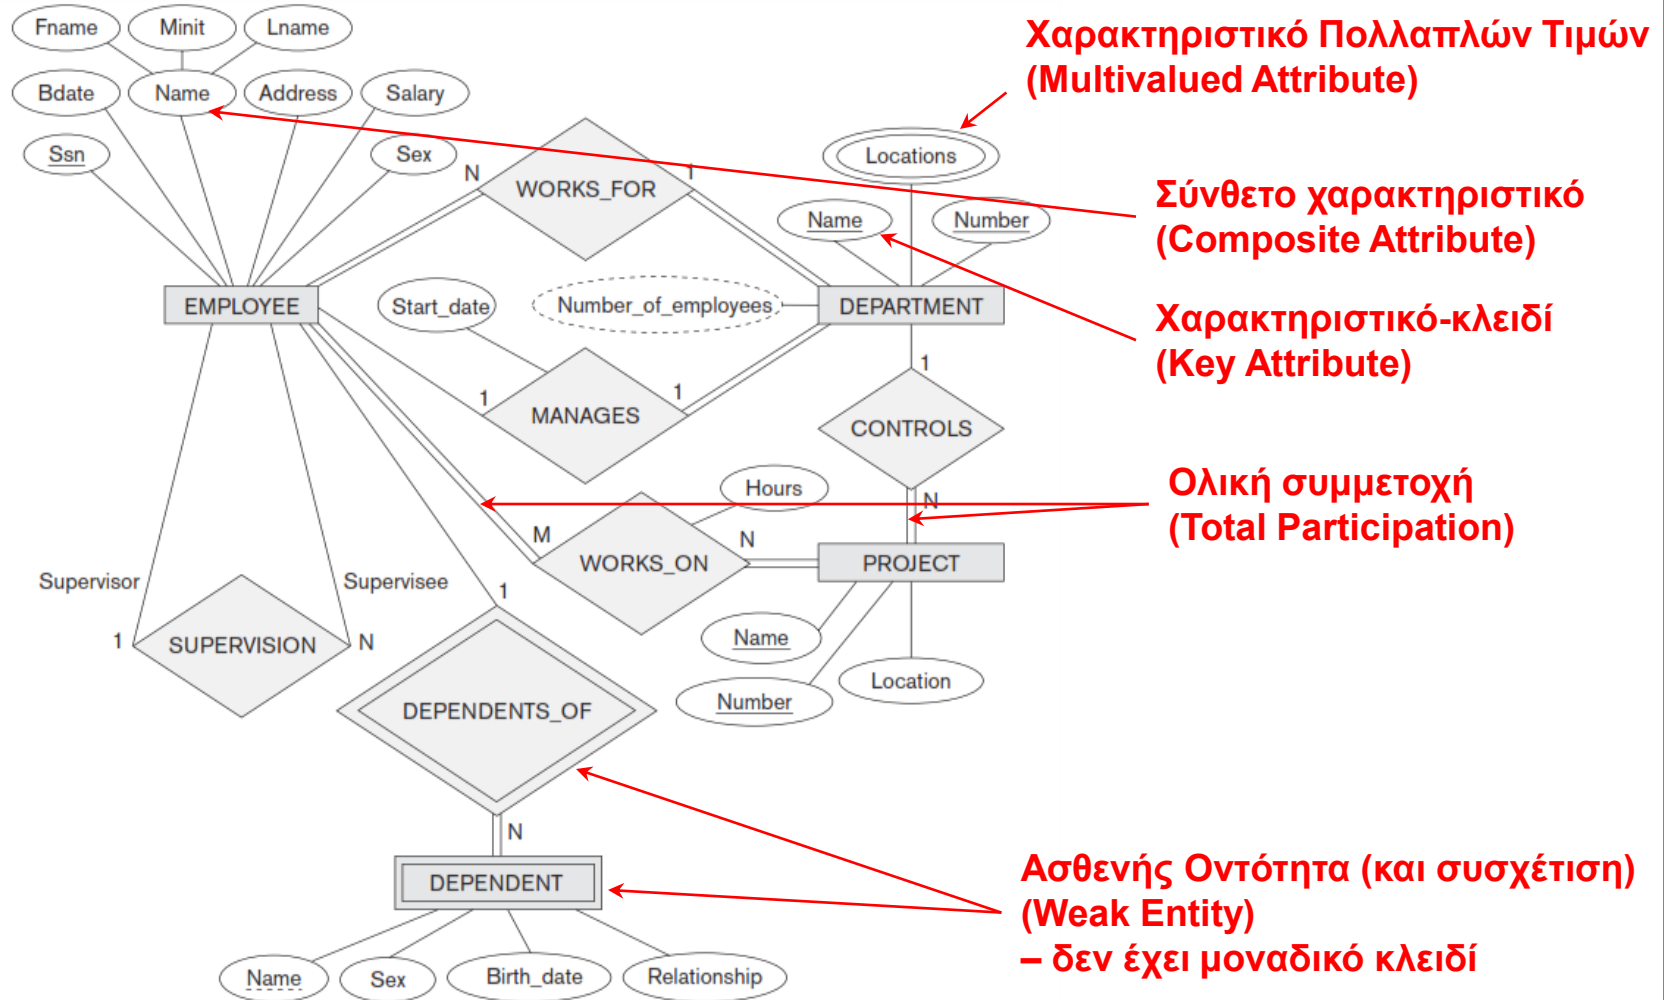 Fname
Minit
Lname
Χαρακτηριστικό Πολλαπλών Τιμών
(Multivalued Attribute)
Bdate
Name
Address
Salary
Ssn
Sex
N
WORKS_FOR
1
Locations
Σύνθετο χαρακτηριστικό
(Composite Attribute)
Name
Number
EMPLOYEE
Start_date
Number_of_employees
DEPARTMENT
Χαρακτηριστικό-κλειδί
(Key Attribute)
1
MANAGES
1
1
CONTROLS
N
Ολική συμμετοχή
(Total Participation)
Hours
M
WORKS_ON
N
PROJECT
Supervisor
Supervisee
1
SUPERVISION
N
1
Name
Number
Location
DEPENDENTS_OF
N
DEPENDENT
Ασθενής Οντότητα (και συσχέτιση)
(Weak Entity)
– δεν έχει μοναδικό κλειδί
Name
Sex
Birth_date
Relationship